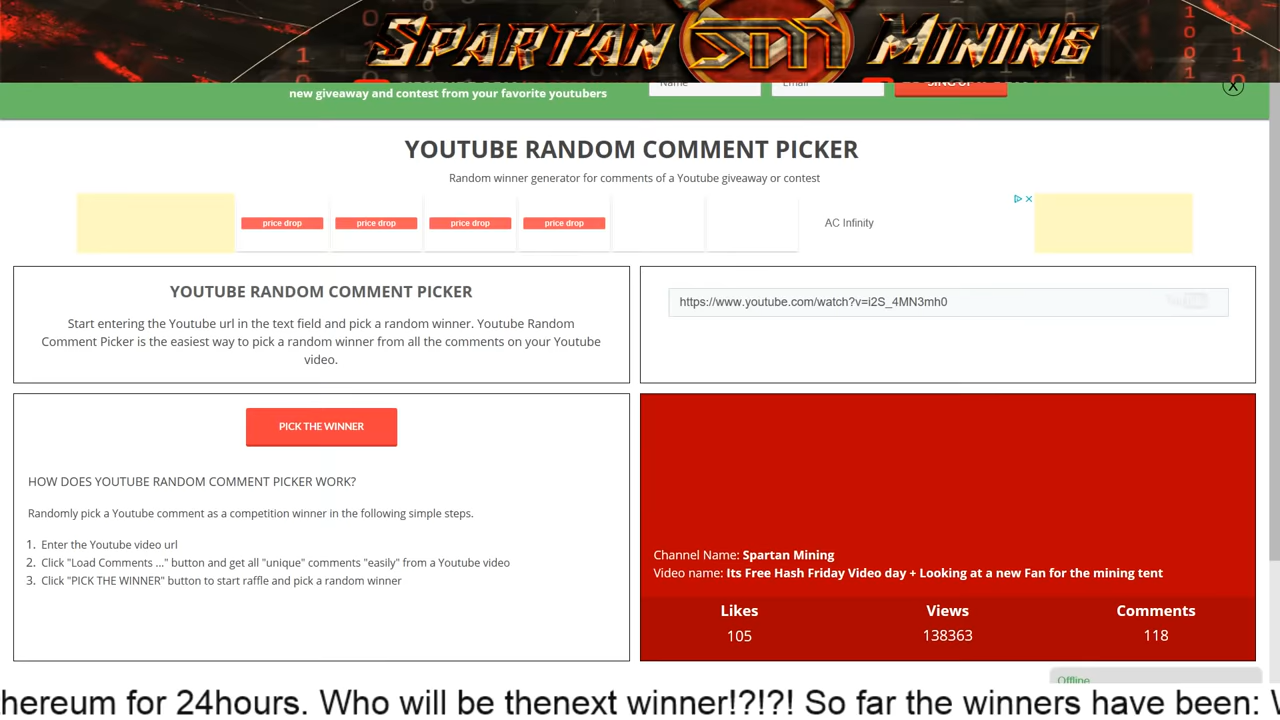 SPARTAN SM MINING
new giveaway and contest from your favorite youtubers
Name
Email
X
YOUTUBE RANDOM COMMENT PICKER
Random winner generator for comments of a Youtube giveaway or contest
price drop
price drop
price drop
price drop
AC Infinity
YOUTUBE RANDOM COMMENT PICKER
Start entering the Youtube url in the text field and pick a random winner. Youtube Random
Comment Picker is the easiest way to pick a random winner from all the comments on your Youtube
video.
https://www.youtube.com/watch?v=i2S_4MN3mh0
PICK THE WINNER
HOW DOES YOUTUBE RANDOM COMMENT PICKER WORK?
Randomly pick a Youtube comment as a competition winner in the following simple steps.
1. Enter the Youtube video url
2. Click "Load Comments ..." button and get all "unique" comments "easily" from a Youtube video
3. Click "PICK THE WINNER" button to start raffle and pick a random winner
Channel Name: Spartan Mining
Video name: Its Free Hash Friday Video day + Looking at a new Fan for the mining tent
Likes Views Comments
105 138363 118
Offline
hereum for 24hours. Who will be thenext winner!?!?! So far the winners have been: